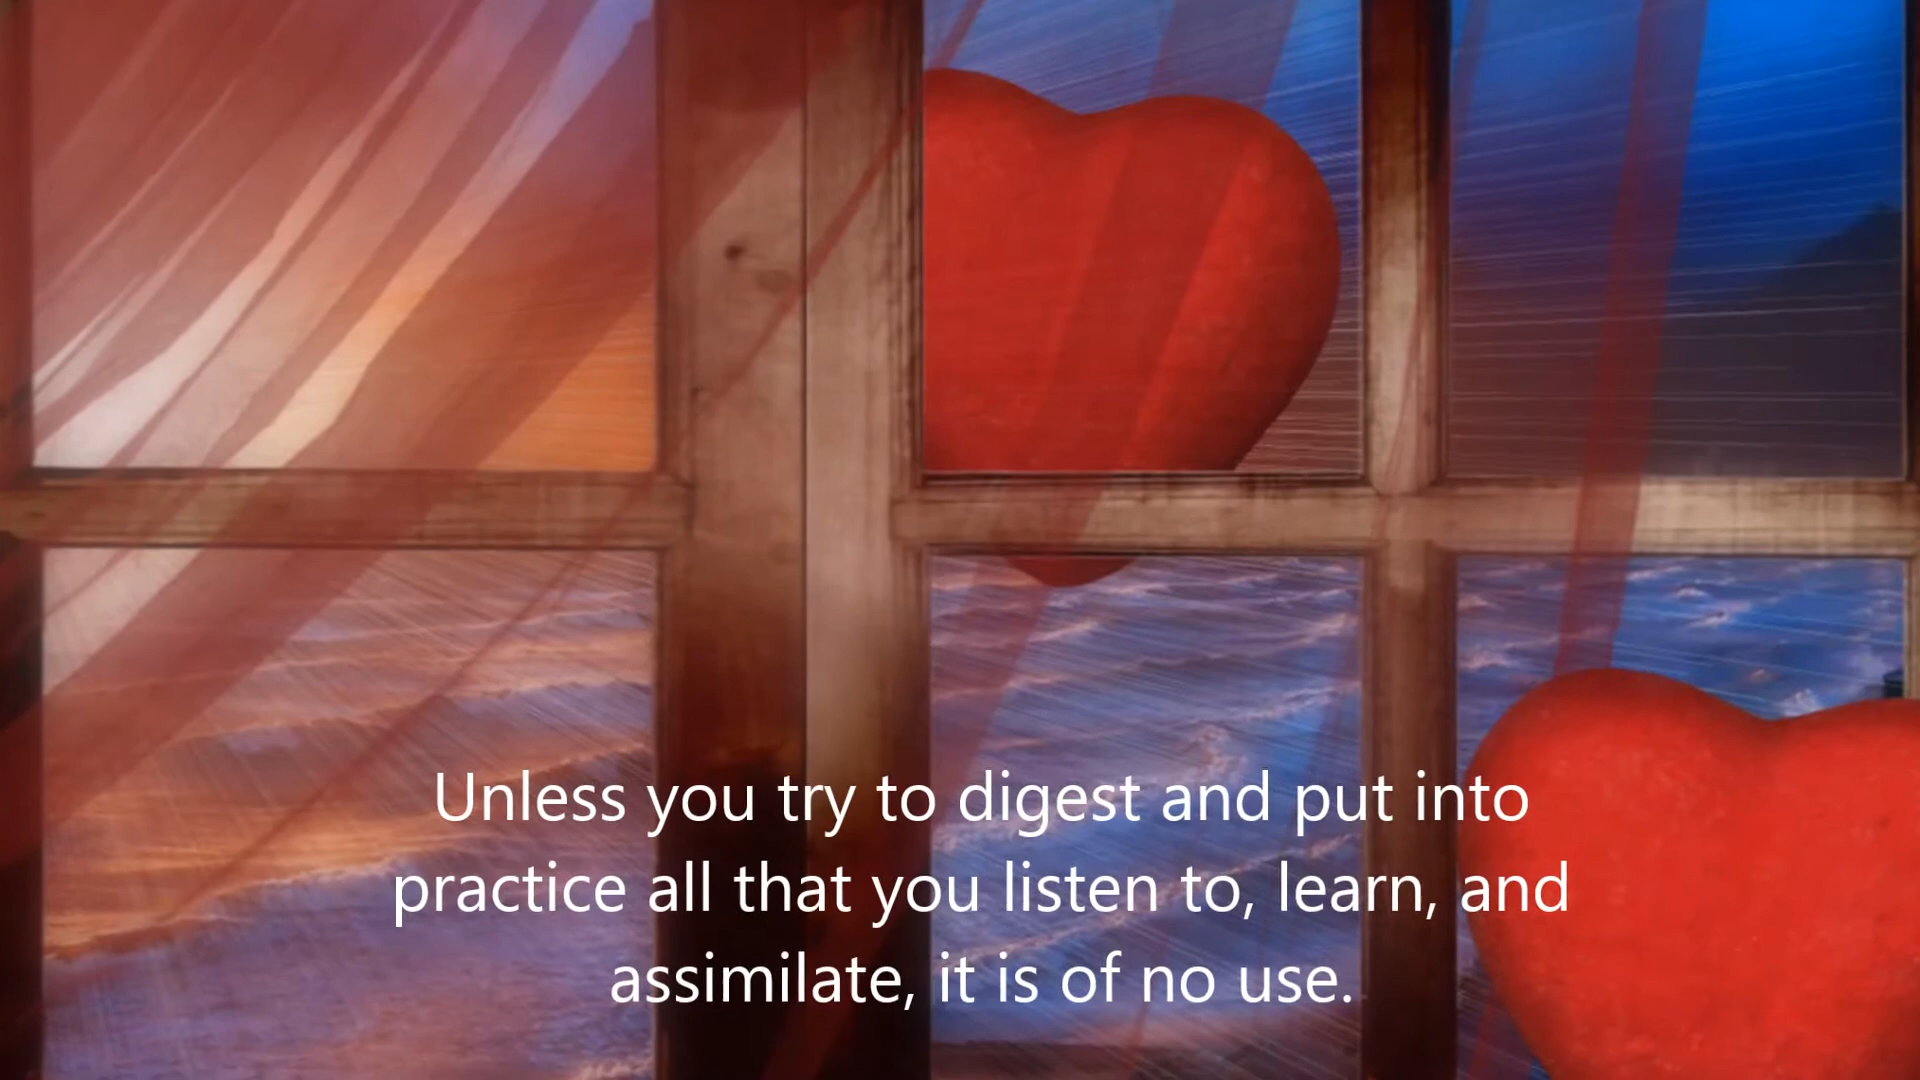 Unless you try to digest and put into
practice all that you listen to, learn, and
assimilate, it is of no use.